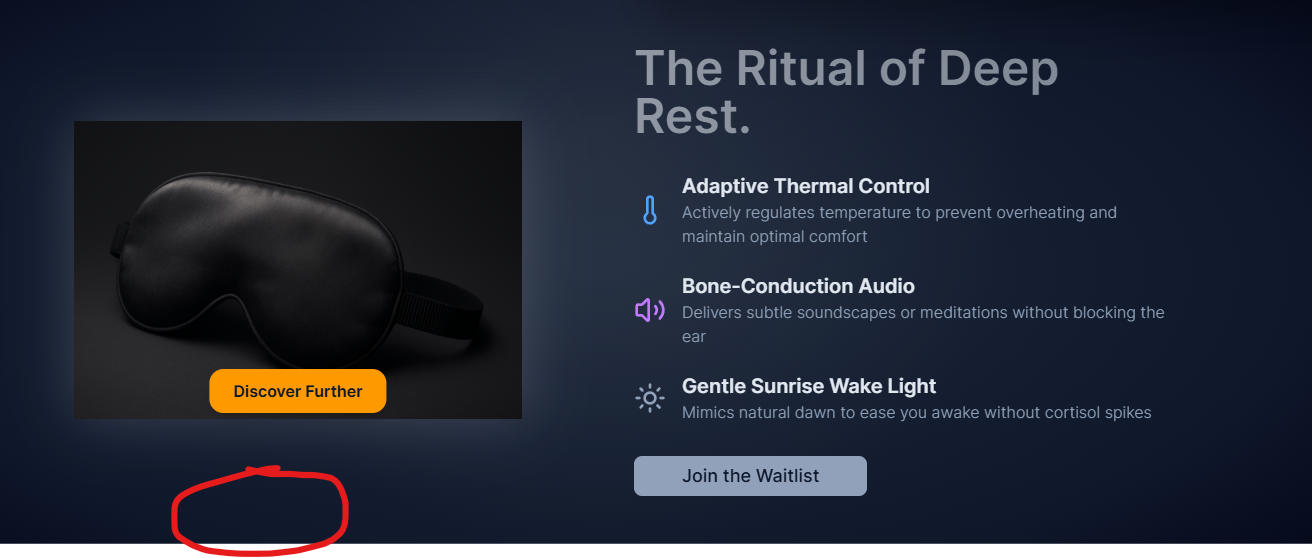 The Ritual of Deep
Rest.
Adaptive Thermal Control
Actively regulates temperature to prevent overheating and
maintain optimal comfort
Bone-Conduction Audio
Delivers subtle soundscapes or meditations without blocking the
ear
Gentle Sunrise Wake Light
Mimics natural dawn to ease you awake without cortisol spikes
Discover Further
Join the Waitlist